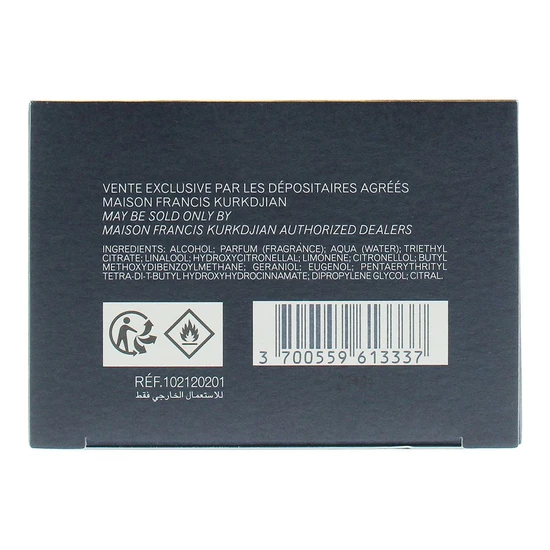 VENTE EXCLUSIVE PAR LES DÉPOSITAIRES AGRÉÉS
MAISON FRANCIS KURKDJIAN
MAY BE SOLD ONLY BY
MAISON FRANCIS KURKDJIAN AUTHORIZED DEALERS
INGREDIENTS: ALCOHOL; PARFUM (FRAGRANCE); AQUA (WATER); TRIETHYL
CITRATE; LINALOOL; HYDROXYCITRONELLAL; LIMONENE; CITRONELLOL; BUTYL
METHOXYDIBENZOYLMETHANE; GERANIOL; EUGENOL; PENTAERYTHRITYL
TETRA-DI-T-BUTYL HYDROXYHYDROCINNAMATE; DIPROPYLENE GLYCOL; CITRAL.
3 700559 613337
RÉF.102120201
للاستعمال الخارجي فقط